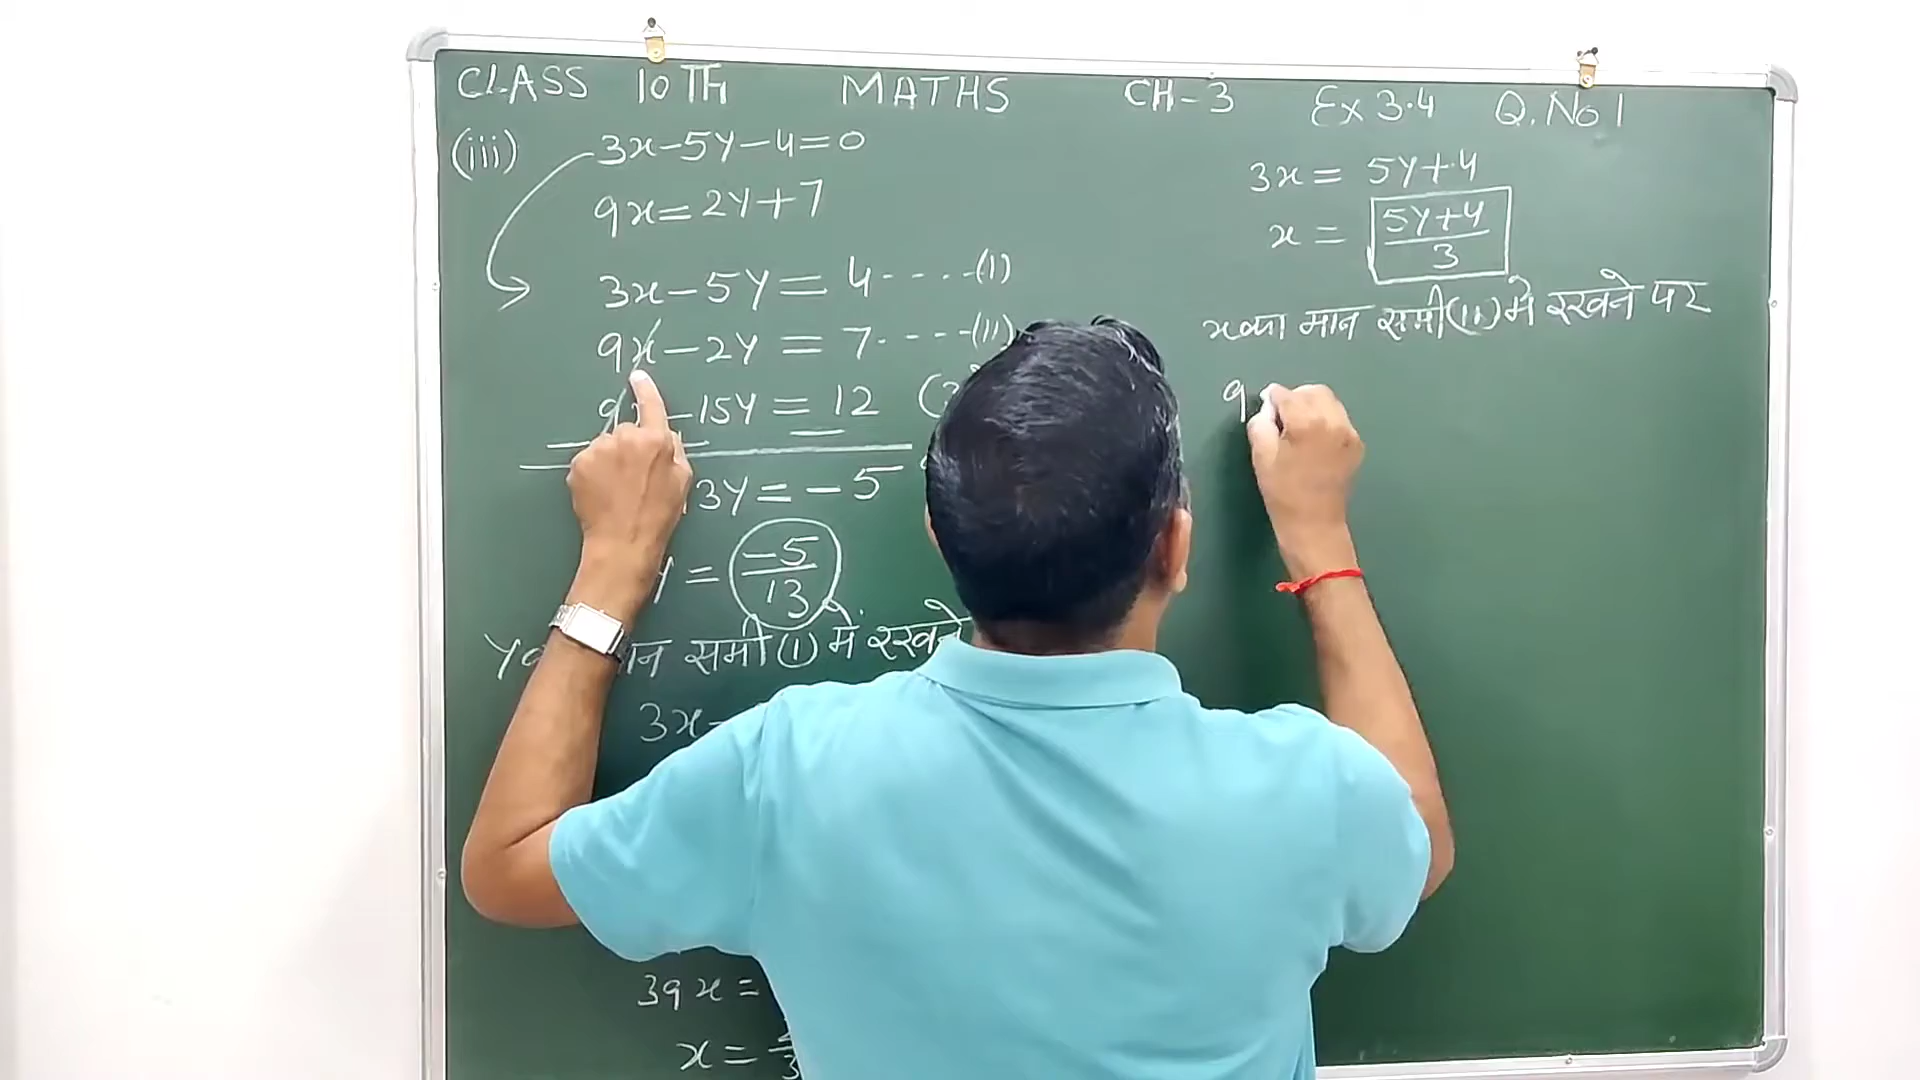 CLASS 10TH MATHS CH-3 Ex 3.4 Q.No 1
(iii) 3x-5y-4=0
9x=2y+7
3x-5y=4----(I)
9x-2y=7----(II)
-15y=12
3y=-5
y=-5/13
मान समी(I) में रखने
3x-
39x=
x=
3x=5y+4
x=5y+4/3
x का मान समी(II) में रखने पर
9